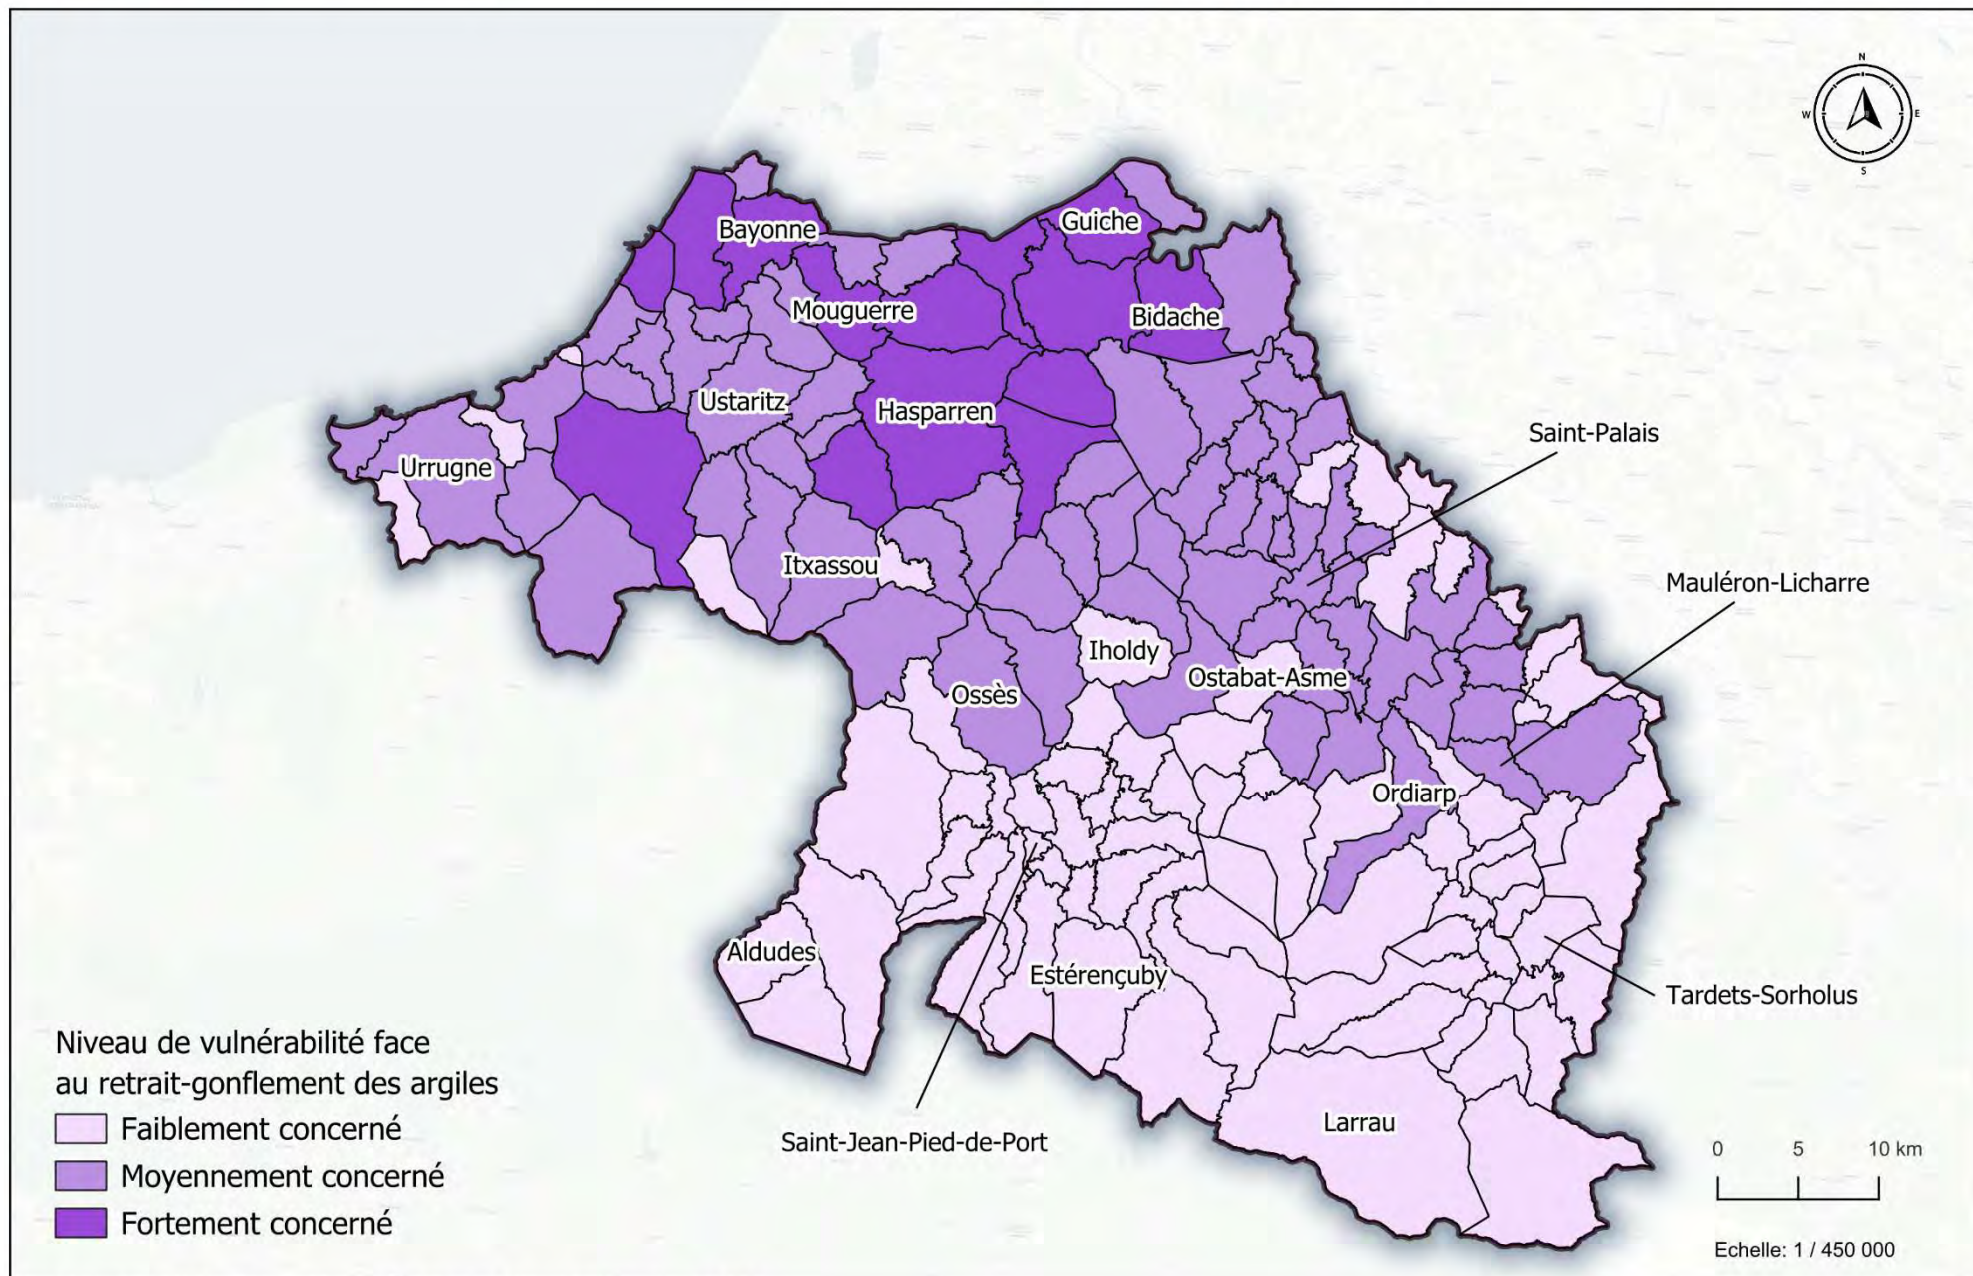 N
W
E
S
Guiche
Bayonne
Mouguerre
Bidache
Ustaritz
Hasparren
Saint-Palais
Urrugne
Itxassou
Mauléron-Licharre
Iholdy
Ostabat-Asme
Ossès
Ordiarp
Aldudes
Estérençuby
Tardets-Sorholus
Niveau de vulnérabilité face
au retrait-gonflement des argiles
Faiblement concerné
Moyennement concerné
Fortement concerné
Saint-Jean-Pied-de-Port
Larrau
0 5 10 km
Echelle: 1 / 450 000